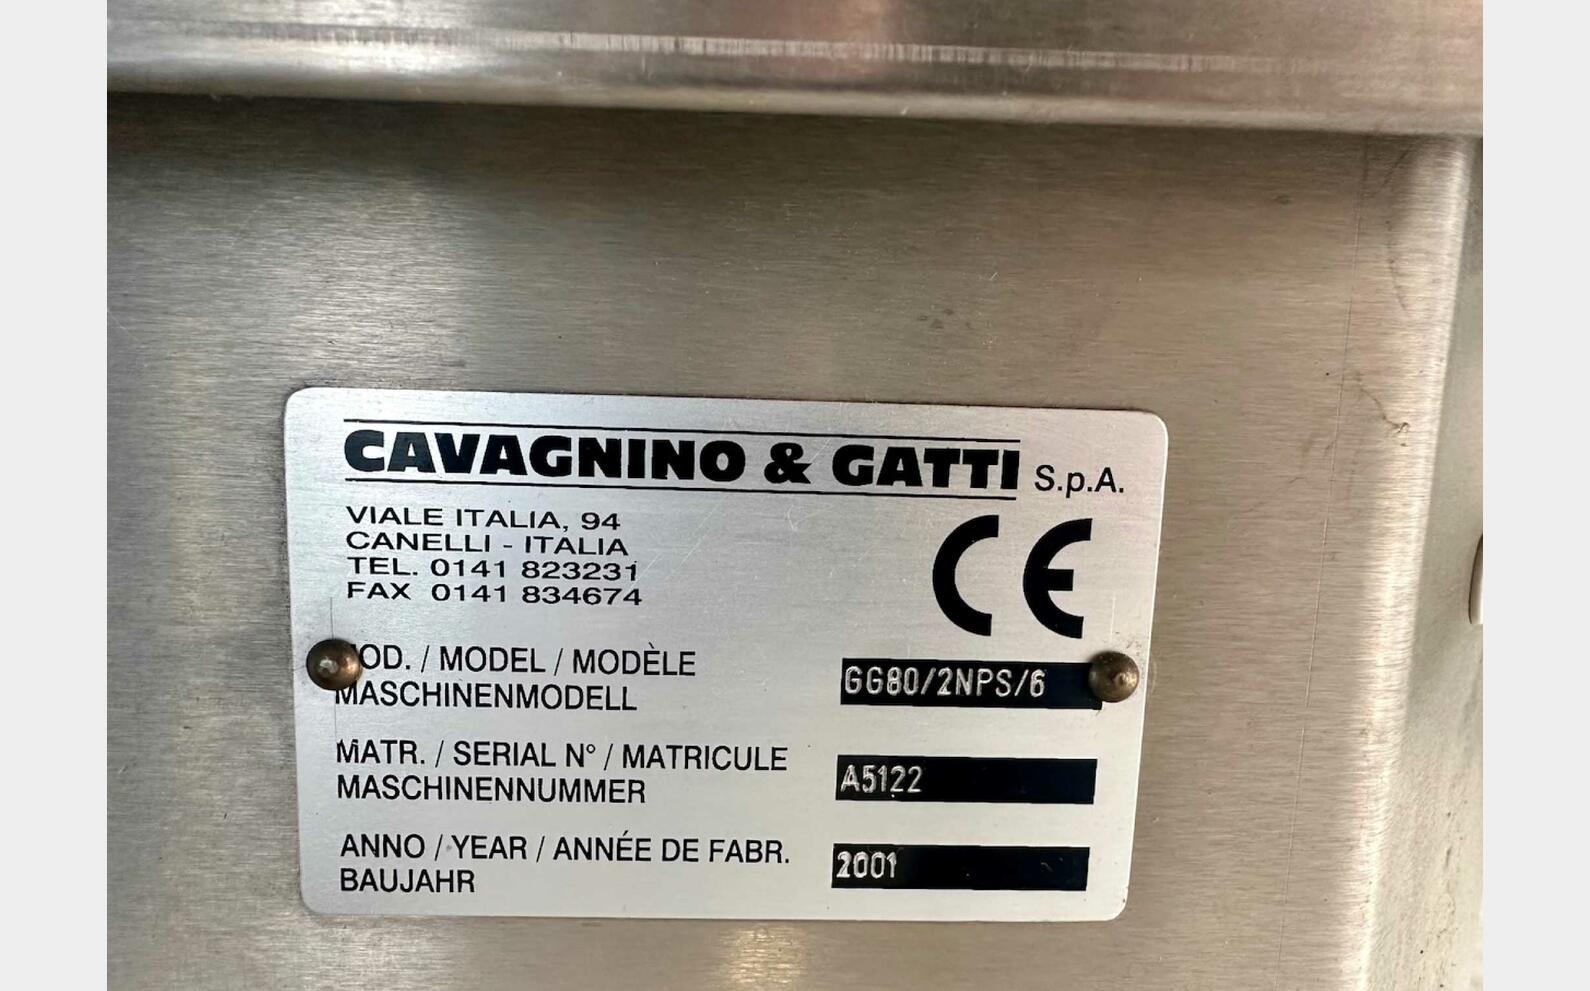 CAVAGNINO & GATTI S.p.A.
VIALE ITALIA, 94
CANELLI - ITALIA
TEL. 0141 823231
FAX 0141 834674
CE
MOD. / MODEL / MODÈLE
MASCHINENMODELL
GG80/2NPS/6
MATR. / SERIAL N° / MATRICULE
MASCHINENNUMMER
A5122
ANNO / YEAR / ANNÉE DE FABR.
BAUJAHR
2001